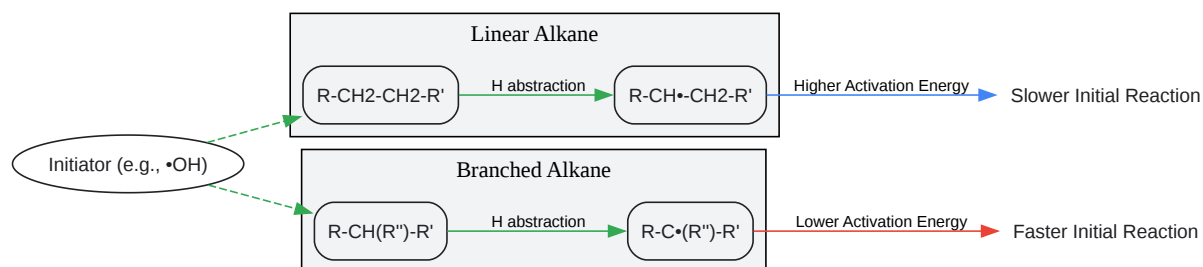 Linear Alkane
R-CH2-CH2-R'
H abstraction
R-CH•-CH2-R'
Higher Activation Energy
Slower Initial Reaction
Initiator (e.g., •OH)
Branched Alkane
R-CH(R")-R'
H abstraction
R-C•(R")-R'
Lower Activation Energy
Faster Initial Reaction